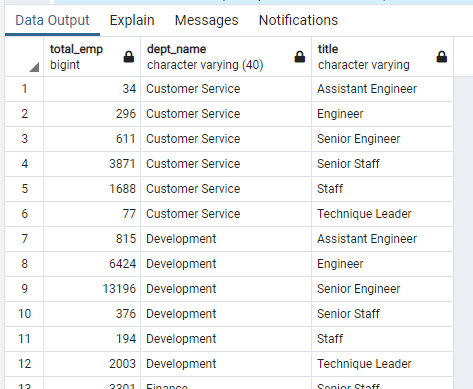 Data Output Explain Messages Notifications
total_emp dept_name title
bigint character varying (40) character varying
1 34 Customer Service Assistant Engineer
2 296 Customer Service Engineer
3 611 Customer Service Senior Engineer
4 3871 Customer Service Senior Staff
5 1688 Customer Service Staff
6 77 Customer Service Technique Leader
7 815 Development Assistant Engineer
8 6424 Development Engineer
9 13196 Development Senior Engineer
10 376 Development Senior Staff
11 194 Development Staff
12 2003 Development Technique Leader
13 3301 Finance Senior Staff